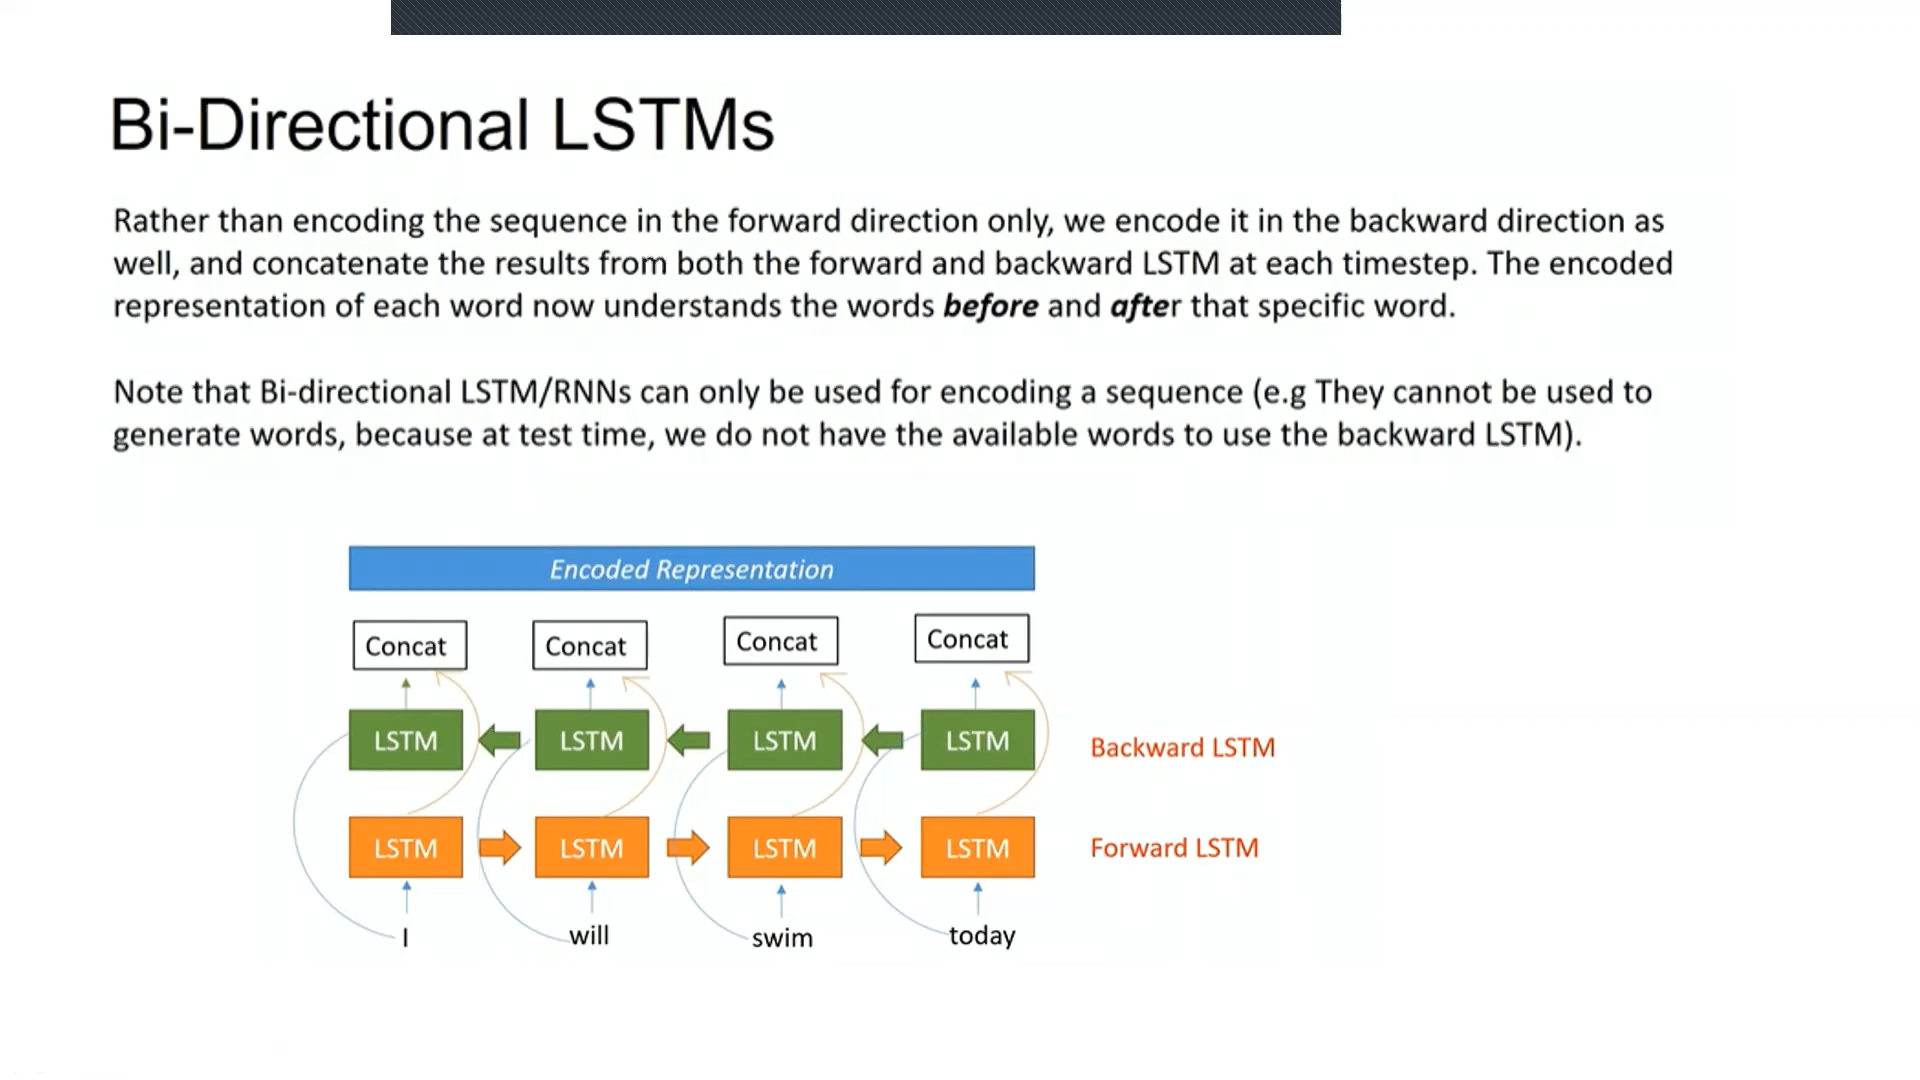 Bi-Directional LSTMs
Rather than encoding the sequence in the forward direction only, we encode it in the backward direction as
well, and concatenate the results from both the forward and backward LSTM at each timestep. The encoded
representation of each word now understands the words before and after that specific word.
Note that Bi-directional LSTM/RNNs can only be used for encoding a sequence (e.g They cannot be used to
generate words, because at test time, we do not have the available words to use the backward LSTM).
Encoded Representation
Concat Concat Concat Concat
LSTM LSTM LSTM LSTM Backward LSTM
LSTM LSTM LSTM LSTM Forward LSTM
I will swim today